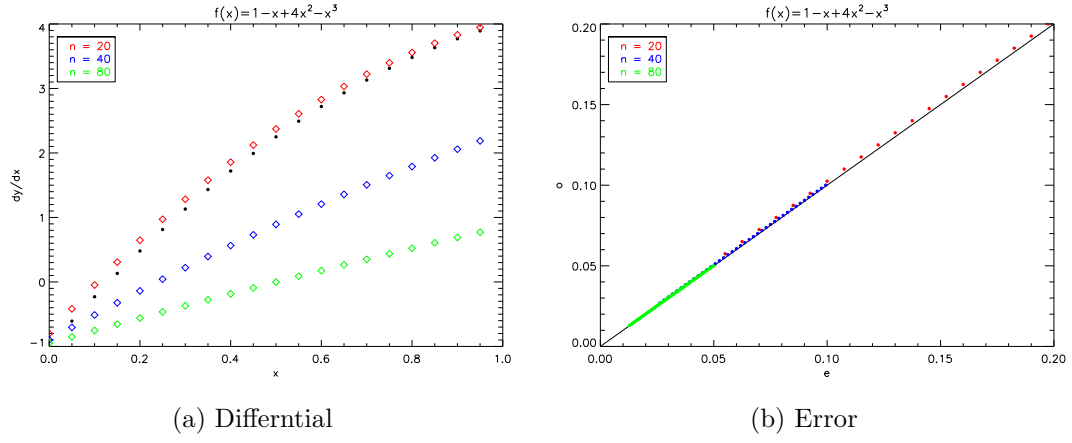 f(x)=1-x+4x²-x³
n = 20
n = 40
n = 80
4
3
2
1
0
-1
dy/dx
0.0 0.2 0.4 0.6 0.8 1.0
x
(a) Differntial
f(x)=1-x+4x²-x³
n = 20
n = 40
n = 80
0.20
0.15
0.10
0.05
0.00
o
0.00 0.05 0.10 0.15 0.20
e
(b) Error